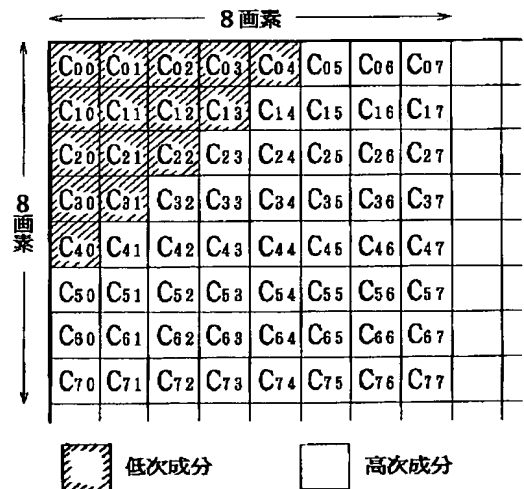 8画素
8画素
C00 C01 C02 C03 C04 C05 C06 C07
C10 C11 C12 C13 C14 C15 C16 C17
C20 C21 C22 C23 C24 C25 C26 C27
C30 C31 C32 C33 C34 C35 C36 C37
C40 C41 C42 C43 C44 C45 C46 C47
C50 C51 C52 C53 C54 C55 C56 C57
C60 C61 C62 C63 C64 C65 C66 C67
C70 C71 C72 C73 C74 C75 C76 C77
低次成分 高次成分